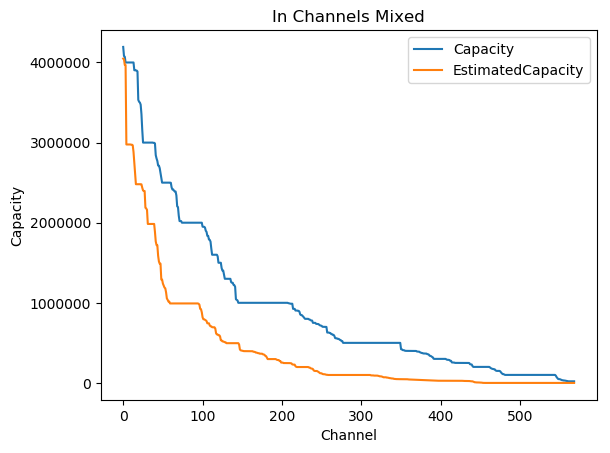 In Channels Mixed
Capacity
EstimatedCapacity
4000000
3000000
2000000
1000000
0
Capacity
0 100 200 300 400 500
Channel